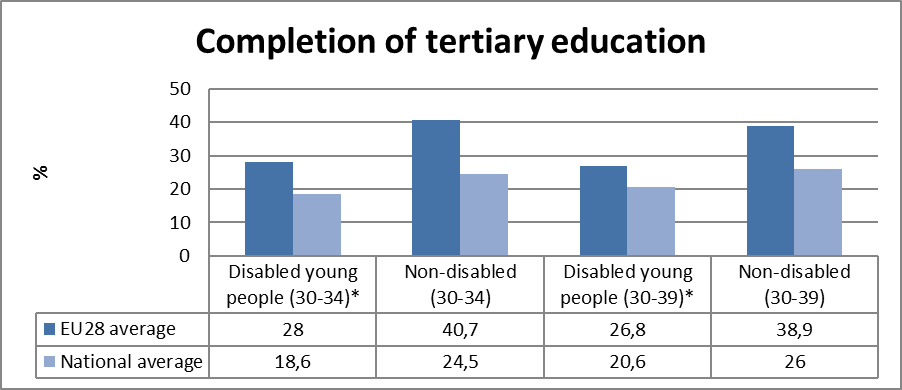 Completion of tertiary education
%
50
40
30
20
10
0
Disabled young people (30-34)* Non-disabled (30-34) Disabled young people (30-39)* Non-disabled (30-39)
EU28 average 28 40,7 26,8 38,9
National average 18,6 24,5 20,6 26